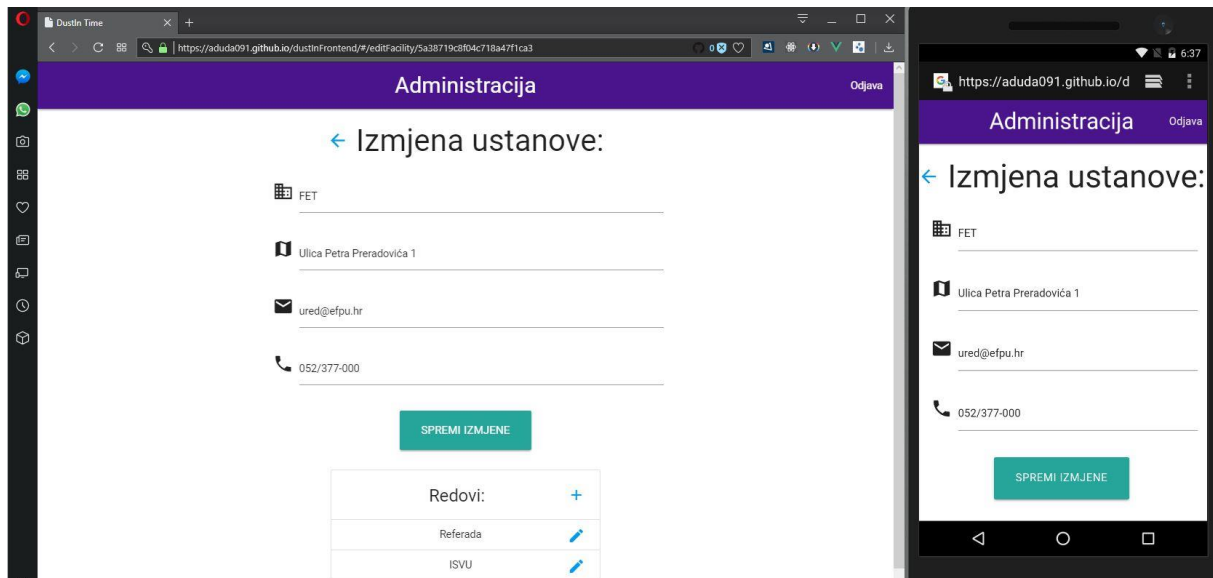 DustIn Time
https://aduda091.github.io/dustInFrontend/#/editFacility/5a38719c8f04c718a47f1ca3
0
Administracija
Odjava
Izmjena ustanove:
FET
Ulica Petra Preradovića 1
ured@efpu.hr
052/377-000
SPREMI IZMJENE
Redovi:
+
Referada
ISVU
6:37
https://aduda091.github.io/d
Administracija
Odjava
Izmjena ustanove:
FET
Ulica Petra Preradovića 1
ured@efpu.hr
052/377-000
SPREMI IZMJENE